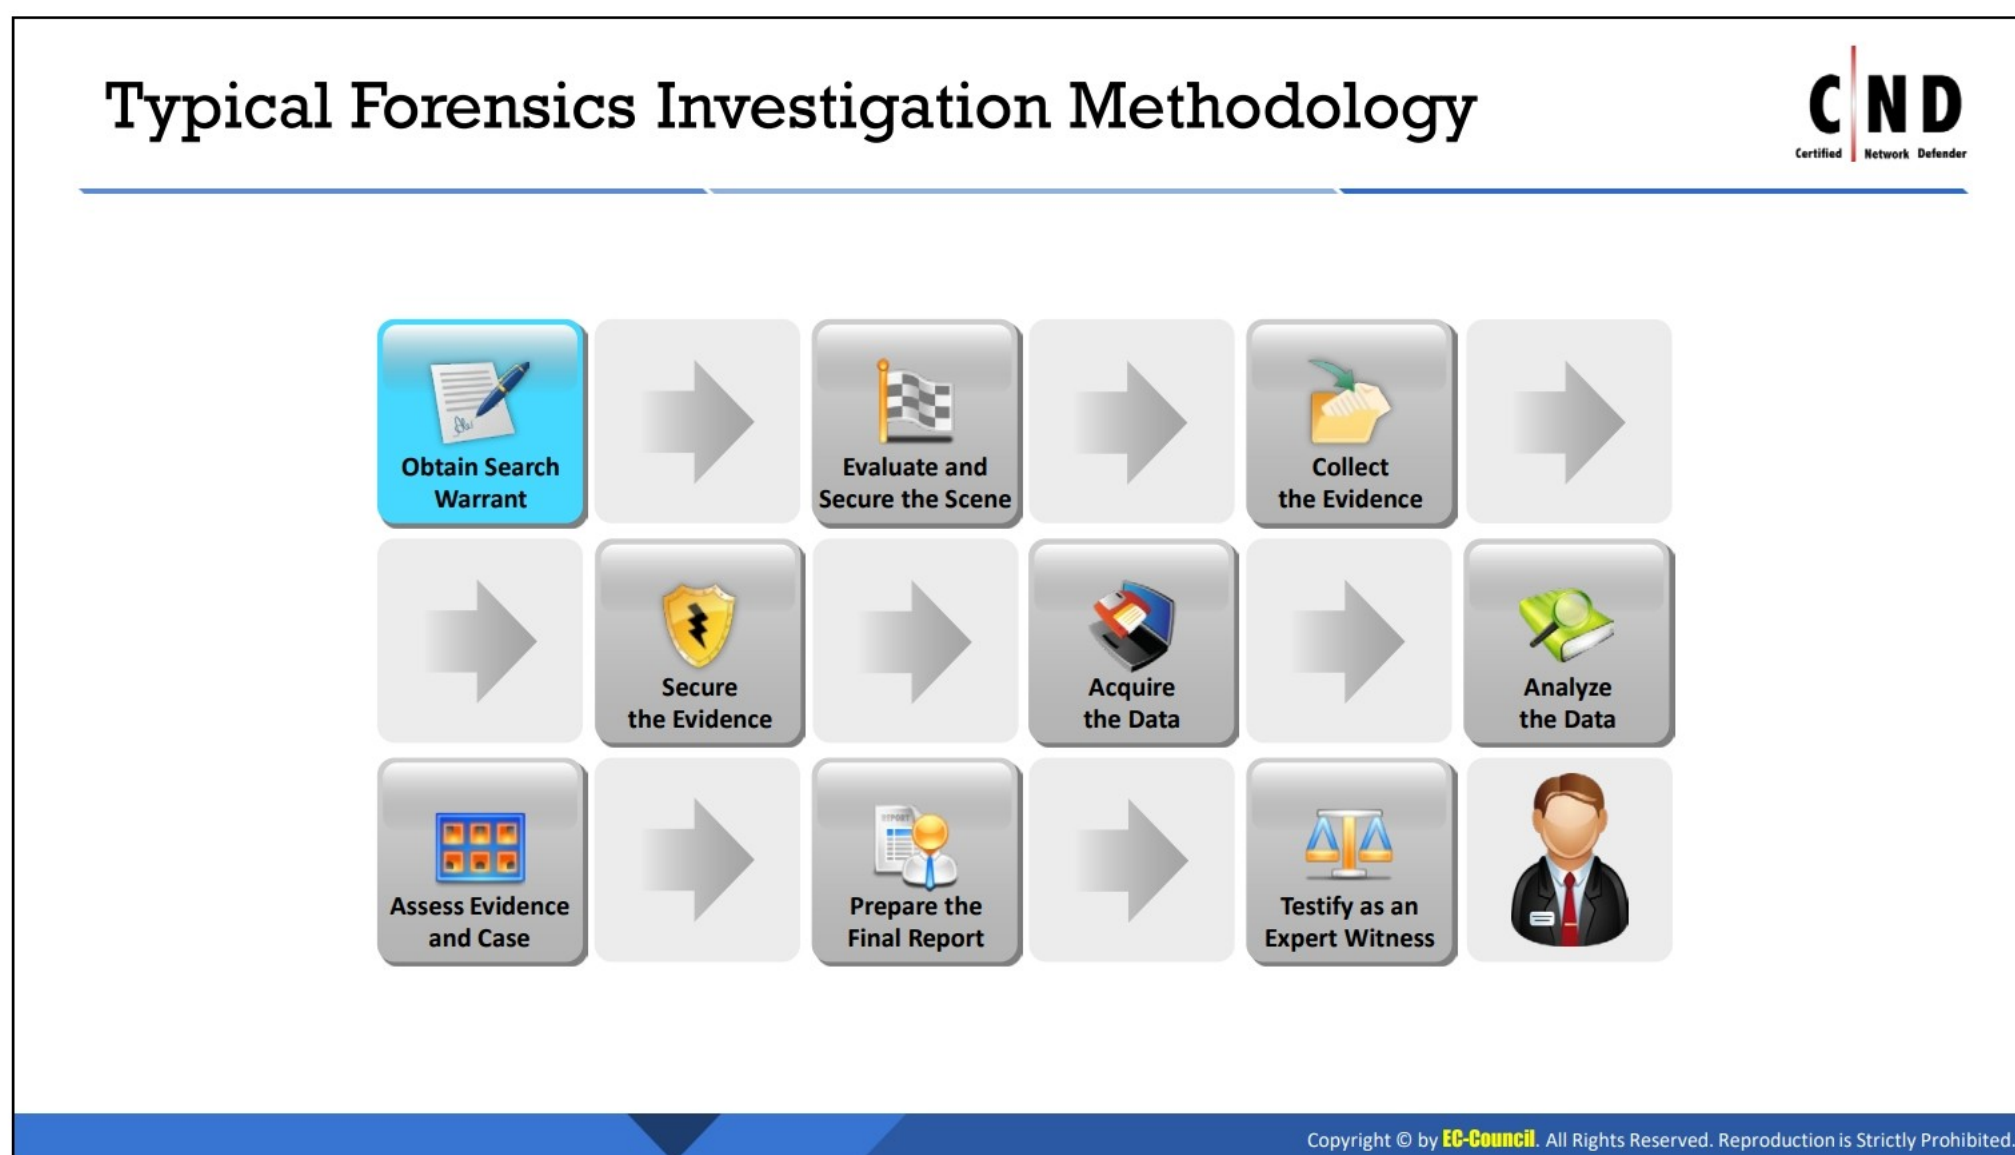 Typical Forensics Investigation Methodology
C N D
Certified Network Defender
Obtain Search
Warrant
Evaluate and
Secure the Scene
Collect
the Evidence
Secure
the Evidence
Acquire
the Data
Analyze
the Data
Assess Evidence
and Case
REPORT
Prepare the
Final Report
Testify as an
Expert Witness
Copyright © by EC-Council. All Rights Reserved. Reproduction is Strictly Prohibited.